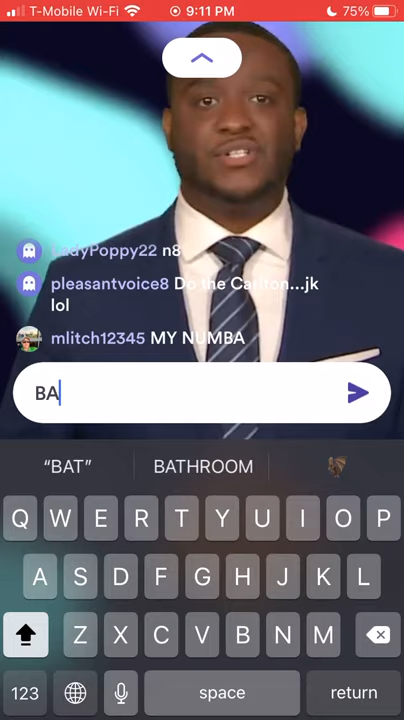 T-Mobile Wi-Fi 9:11 PM 75%
LadyPoppy22 n8
pleasantvoice8 Do the Carlton...jk
lol
mlitch12345 MY NUMBA
BA
“BAT” BATHROOM
Q W E R T Y U I O P
A S D F G H J K L
Z X C V B N M
123 space return